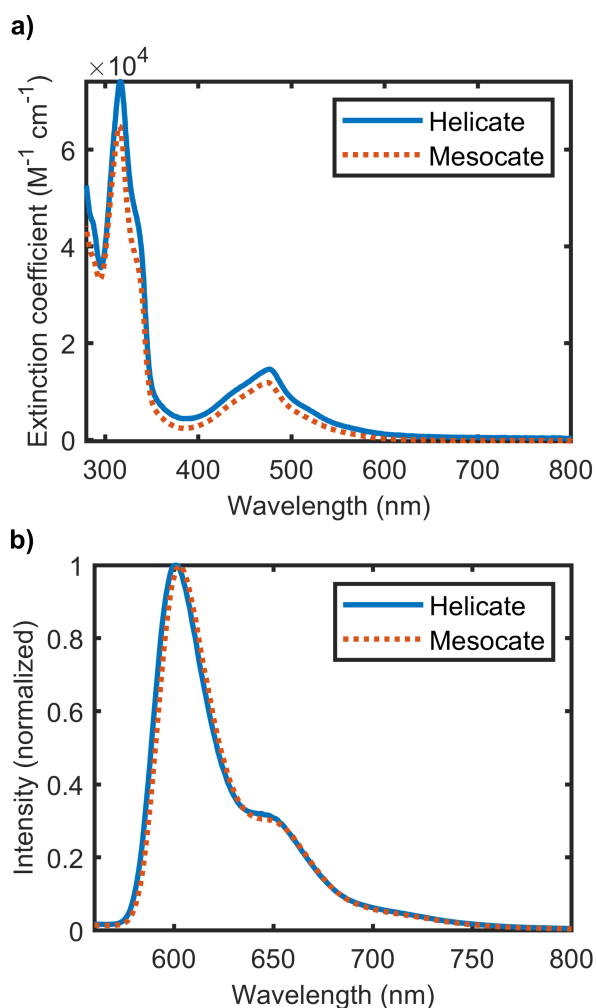 a)
×10⁴
Extinction coefficient (M⁻¹ cm⁻¹)
6
4
2
0
Helicate
Mesocate
300 400 500 600 700 800
Wavelength (nm)
b)
Intensity (normalized)
1
0.8
0.6
0.4
0.2
0
Helicate
Mesocate
600 650 700 750 800
Wavelength (nm)